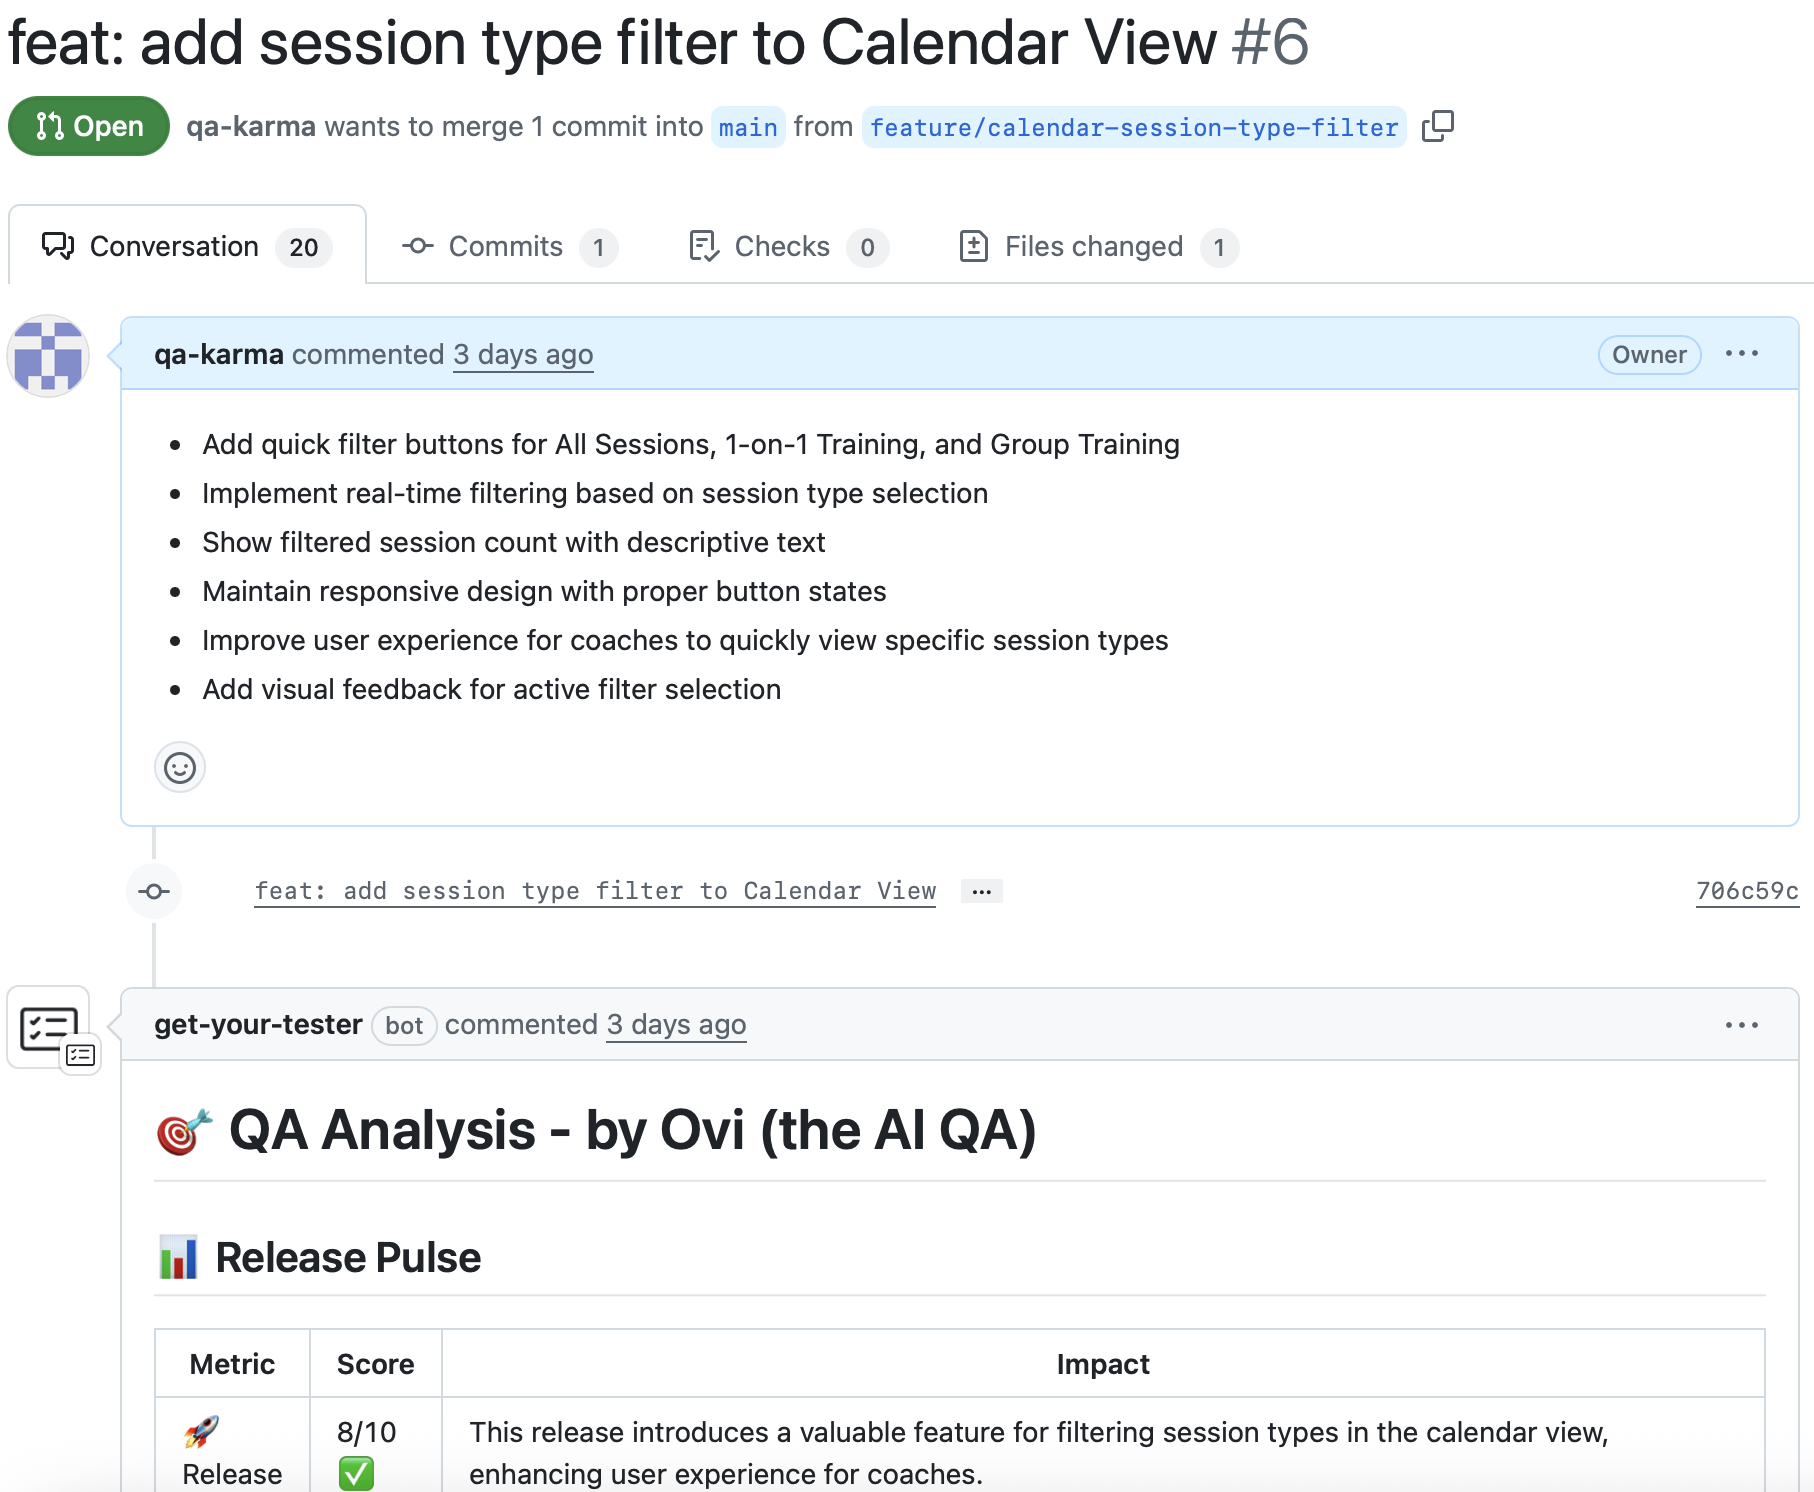 feat: add session type filter to Calendar View #6
Open qa-karma wants to merge 1 commit into main from feature/calendar-session-type-filter
Conversation 20 Commits 1 Checks 0 Files changed 1
qa-karma commented 3 days ago Owner
Add quick filter buttons for All Sessions, 1-on-1 Training, and Group Training
Implement real-time filtering based on session type selection
Show filtered session count with descriptive text
Maintain responsive design with proper button states
Improve user experience for coaches to quickly view specific session types
Add visual feedback for active filter selection
feat: add session type filter to Calendar View ... 706c59c
get-your-tester bot commented 3 days ago
🎯 QA Analysis - by Ovi (the AI QA)
📊 Release Pulse
Metric Score Impact
🚀 8/10 This release introduces a valuable feature for filtering session types in the calendar view,
Release ✅ enhancing user experience for coaches.